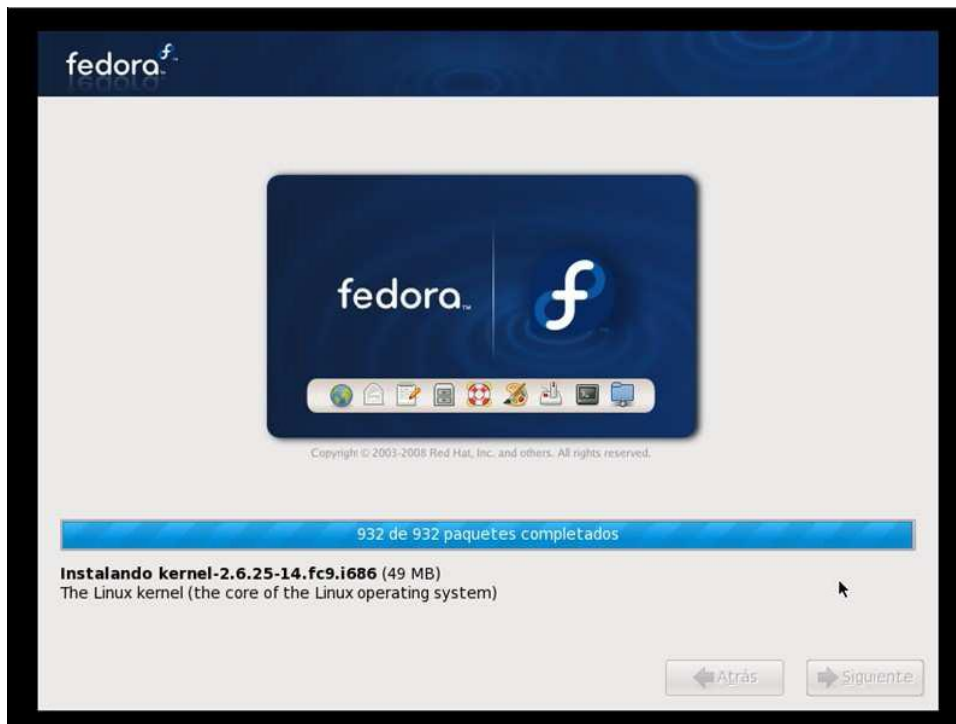 fedora
fedora™
Copyright © 2003-2008 Red Hat, Inc. and others. All rights reserved.
932 de 932 paquetes completados
Instalando kernel-2.6.25-14.fc9.i686 (49 MB)
The Linux kernel (the core of the Linux operating system)
Atrás
Siguiente